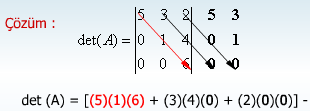 Çözüm :
5 3 2 5 3
det(A) = 0 1 4 0 1
0 0 6 0 0
det (A) = [(5)(1)(6) + (3)(4)(0) + (2)(0)(0)] -